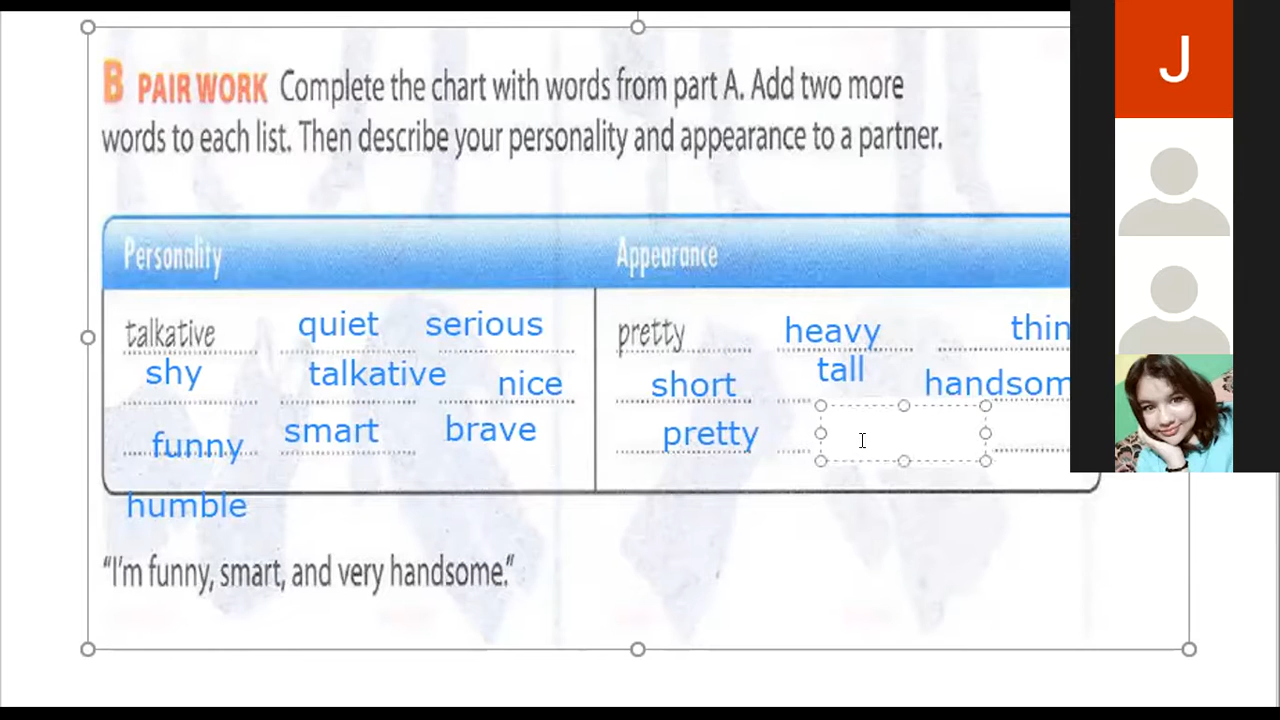 B PAIR WORK Complete the chart with words from part A. Add two more
words to each list. Then describe your personality and appearance to a partner.
Personality
Appearance
talkative quiet serious
shy talkative nice
funny smart brave
humble
pretty heavy thin
short tall handsom
pretty
"I'm funny, smart, and very handsome."
J